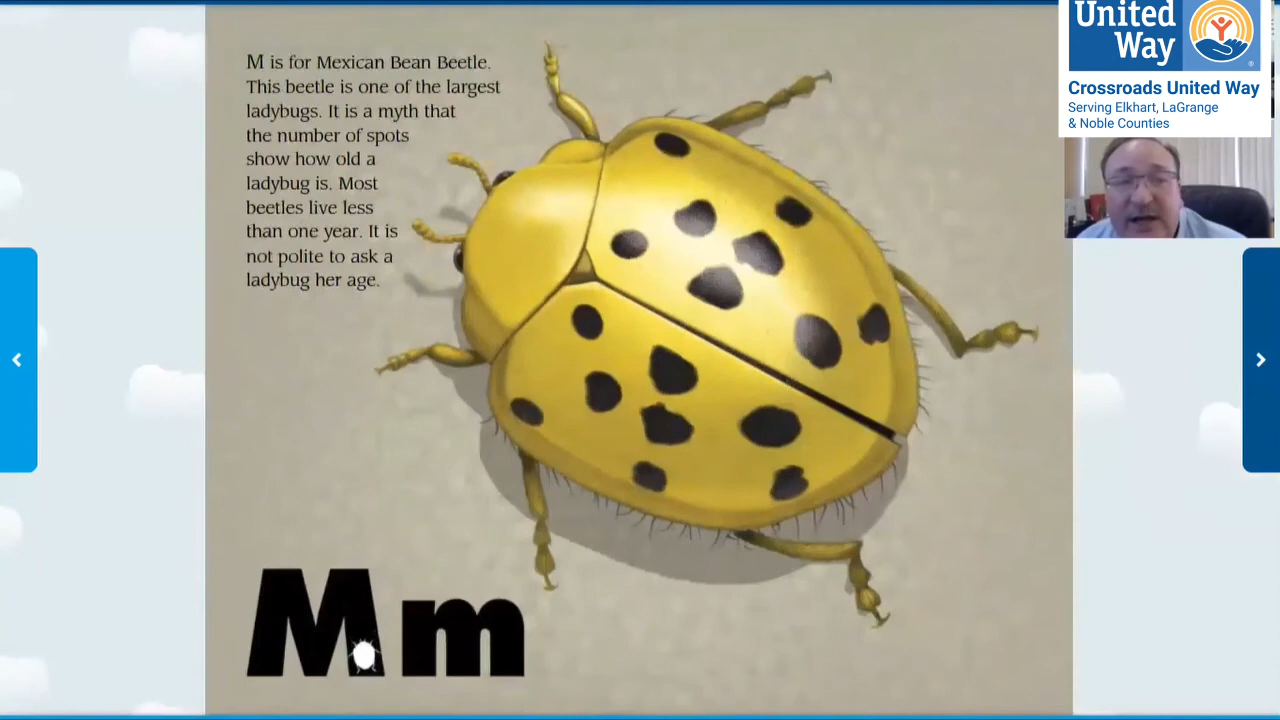 M is for Mexican Bean Beetle.
This beetle is one of the largest
ladybugs. It is a myth that
the number of spots
show how old a
ladybug is. Most
beetles live less
than one year. It is
not polite to ask a
ladybug her age.
Mm
United
Way
Crossroads United Way
Serving Elkhart, LaGrange
& Noble Counties